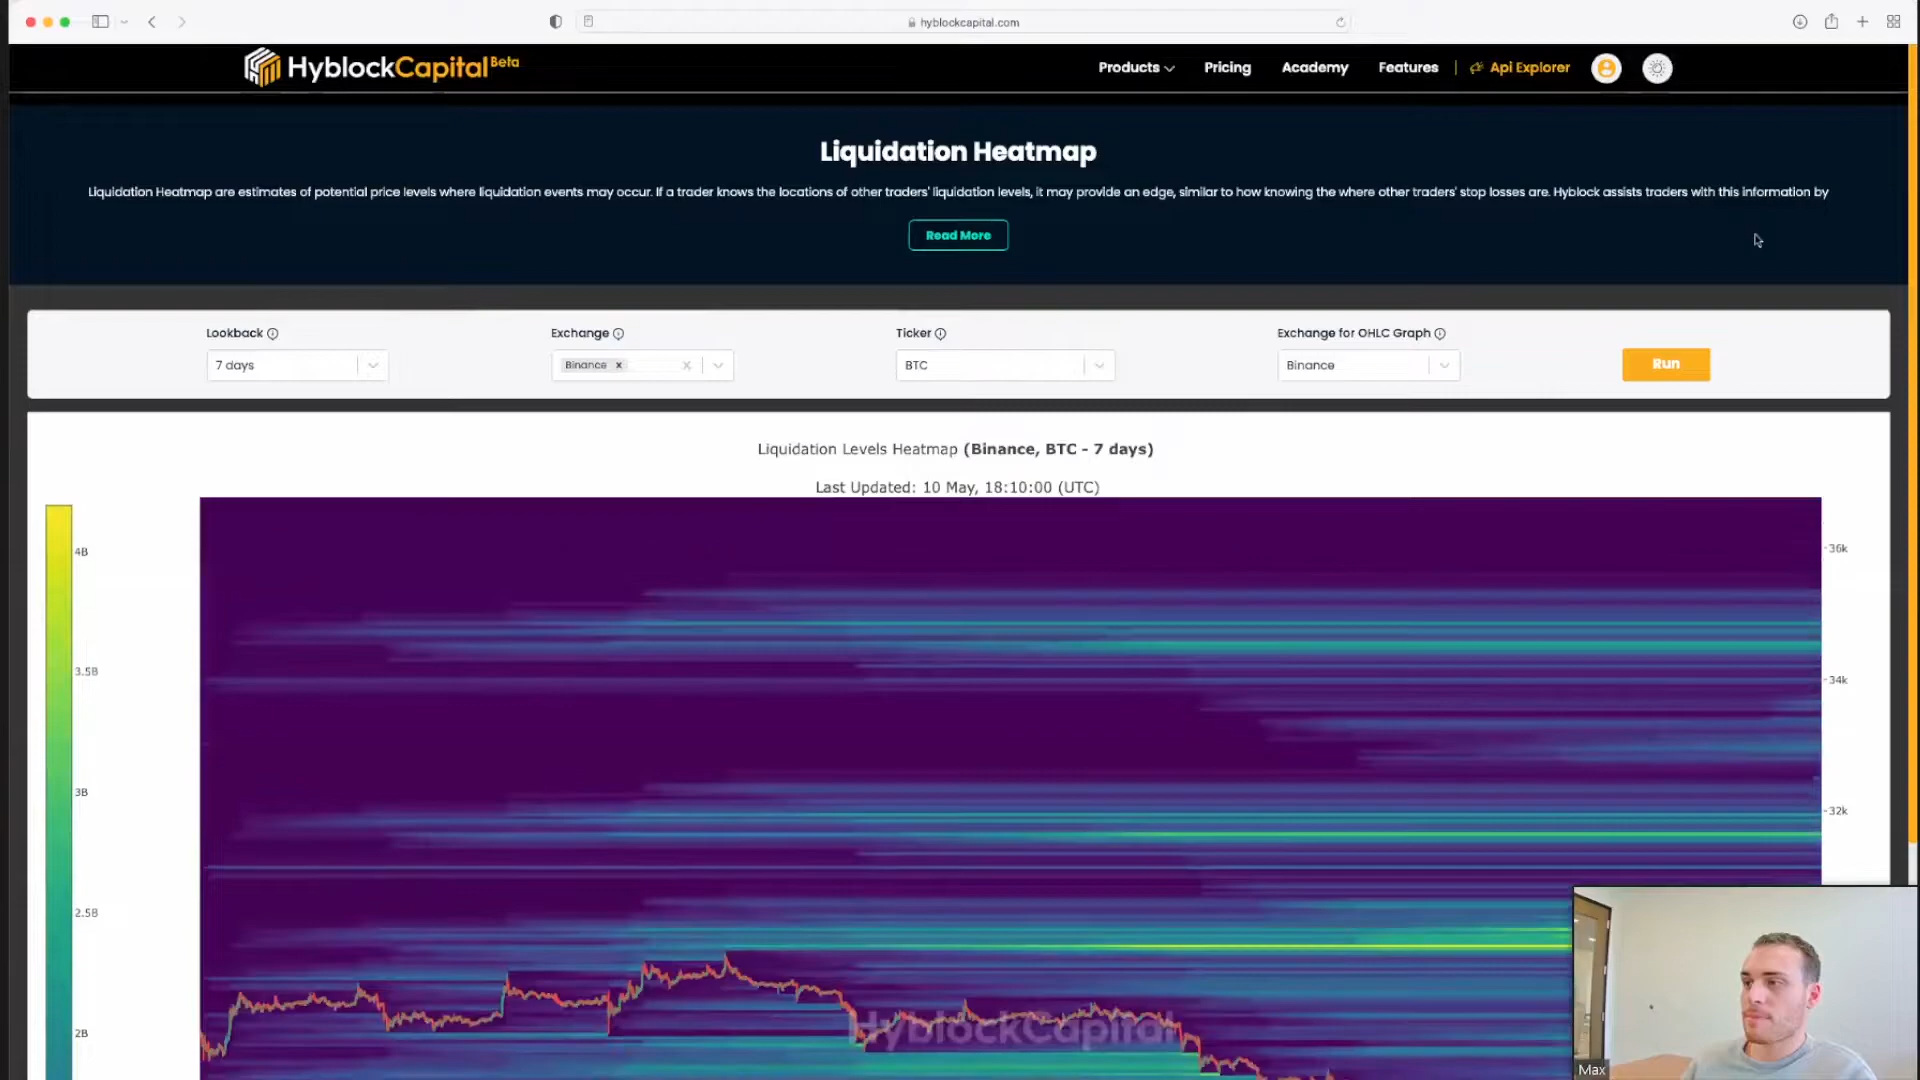 hyblockcapital.com
HyblockCapital Beta
Products
Pricing
Academy
Features
Api Explorer
Liquidation Heatmap
Liquidation Heatmap are estimates of potential price levels where liquidation events may occur. If a trader knows the locations of other traders' liquidation levels, it may provide an edge, similar to how knowing the where other traders' stop losses are. Hyblock assists traders with this information by
Read More
Lookback
Exchange
Ticker
Exchange for OHLC Graph
7 days
Binance
BTC
Binance
Run
Liquidation Levels Heatmap (Binance, BTC - 7 days)
Last Updated: 10 May, 18:10:00 (UTC)
4B
3.5B
3B
2.5B
2B
36k
34k
32k
HyblockCapital
Max